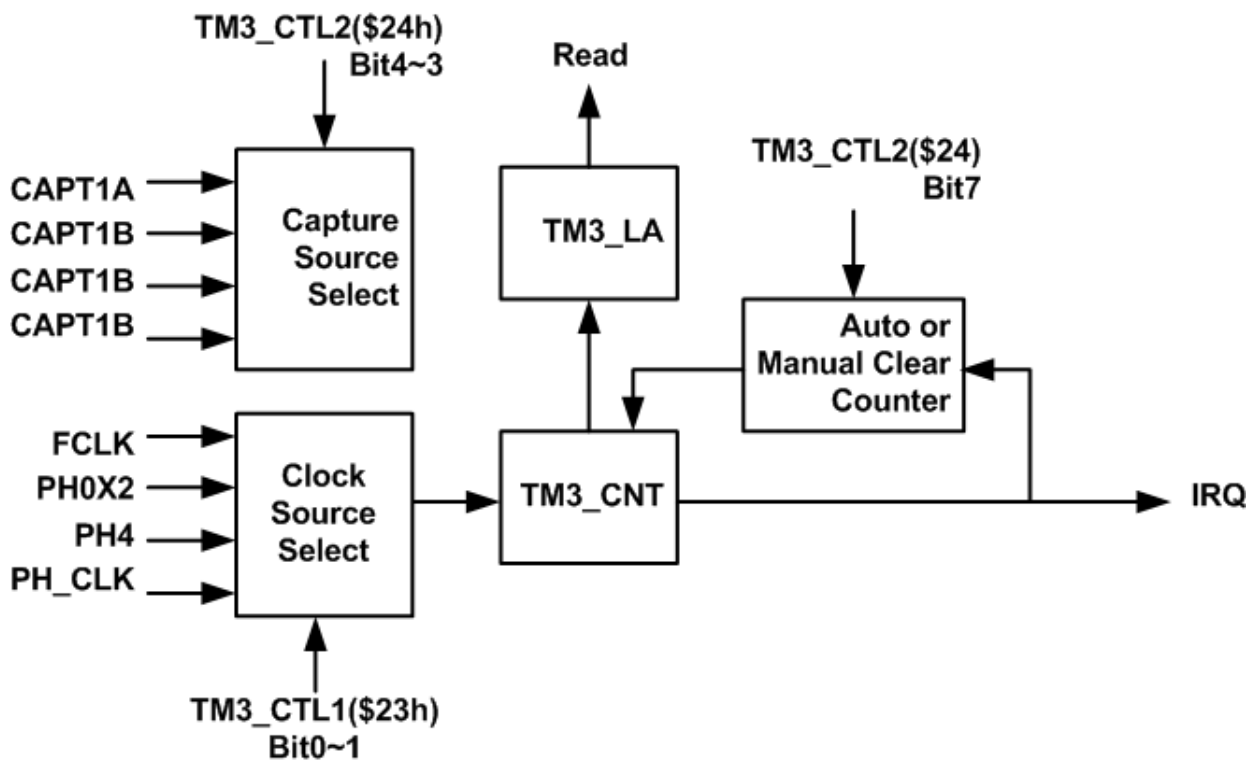 TM3_CTL2($24h)
Bit4~3
Read
TM3_CTL2($24)
Bit7
CAPT1A
CAPT1B
CAPT1B
CAPT1B
Capture
Source
Select
TM3_LA
Auto or
Manual Clear
Counter
FCLK
PH0X2
PH4
PH_CLK
Clock
Source
Select
TM3_CNT
IRQ
TM3_CTL1($23h)
Bit0~1